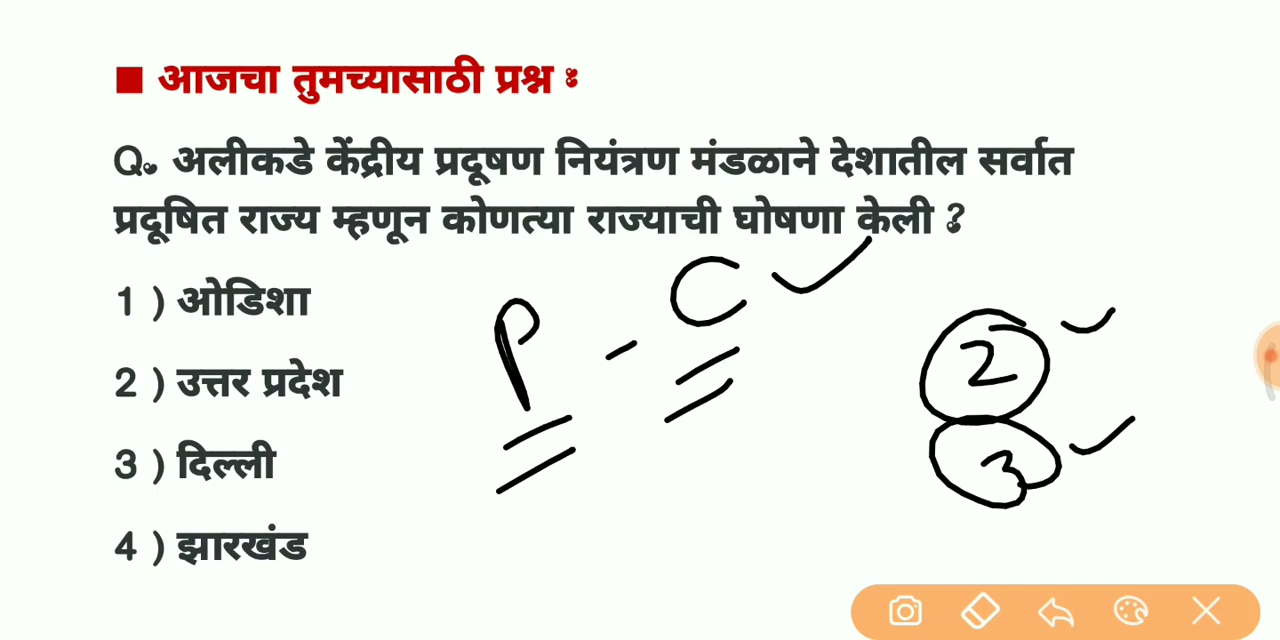 ■ आजचा तुमच्यासाठी प्रश्न :
Q. अलीकडे केंद्रीय प्रदूषण नियंत्रण मंडळाने देशातील सर्वात
प्रदूषित राज्य म्हणून कोणत्या राज्याची घोषणा केली ?
1 ) ओडिशा
2 ) उत्तर प्रदेश
3 ) दिल्ली
4 ) झारखंड
P - C
2
3